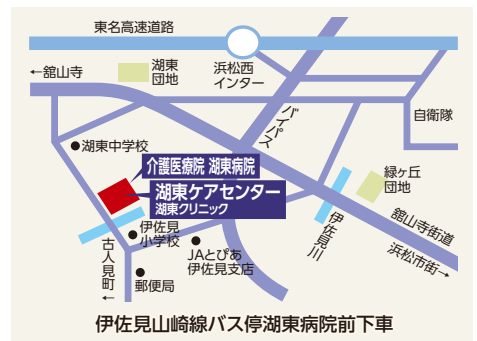 東名高速道路
←舘山寺
湖東
団地
浜松西
インター
バイパス
自衛隊
湖東中学校
介護医療院 湖東病院
湖東ケアセンター
湖東クリニック
緑ヶ丘
団地
伊佐見
小学校
伊佐見川
舘山寺街道
浜松市街→
古人見町
←
JAとぴあ
伊佐見支店
郵便局
伊佐見山崎線バス停湖東病院前下車